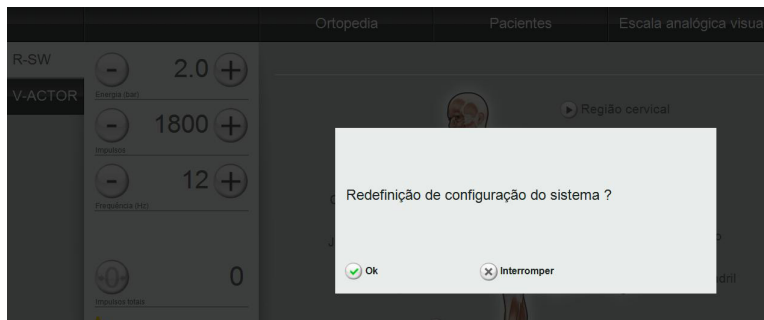 Ortopedia Pacientes Escala analógica visua
R-SW
2.0
Energia (bar)
V-ACTOR
Região cervical
1800
Impulsos
12
Frequência (Hz)
Redefinição de configuração do sistema ?
Ok Interromper
0
Impulsos totais